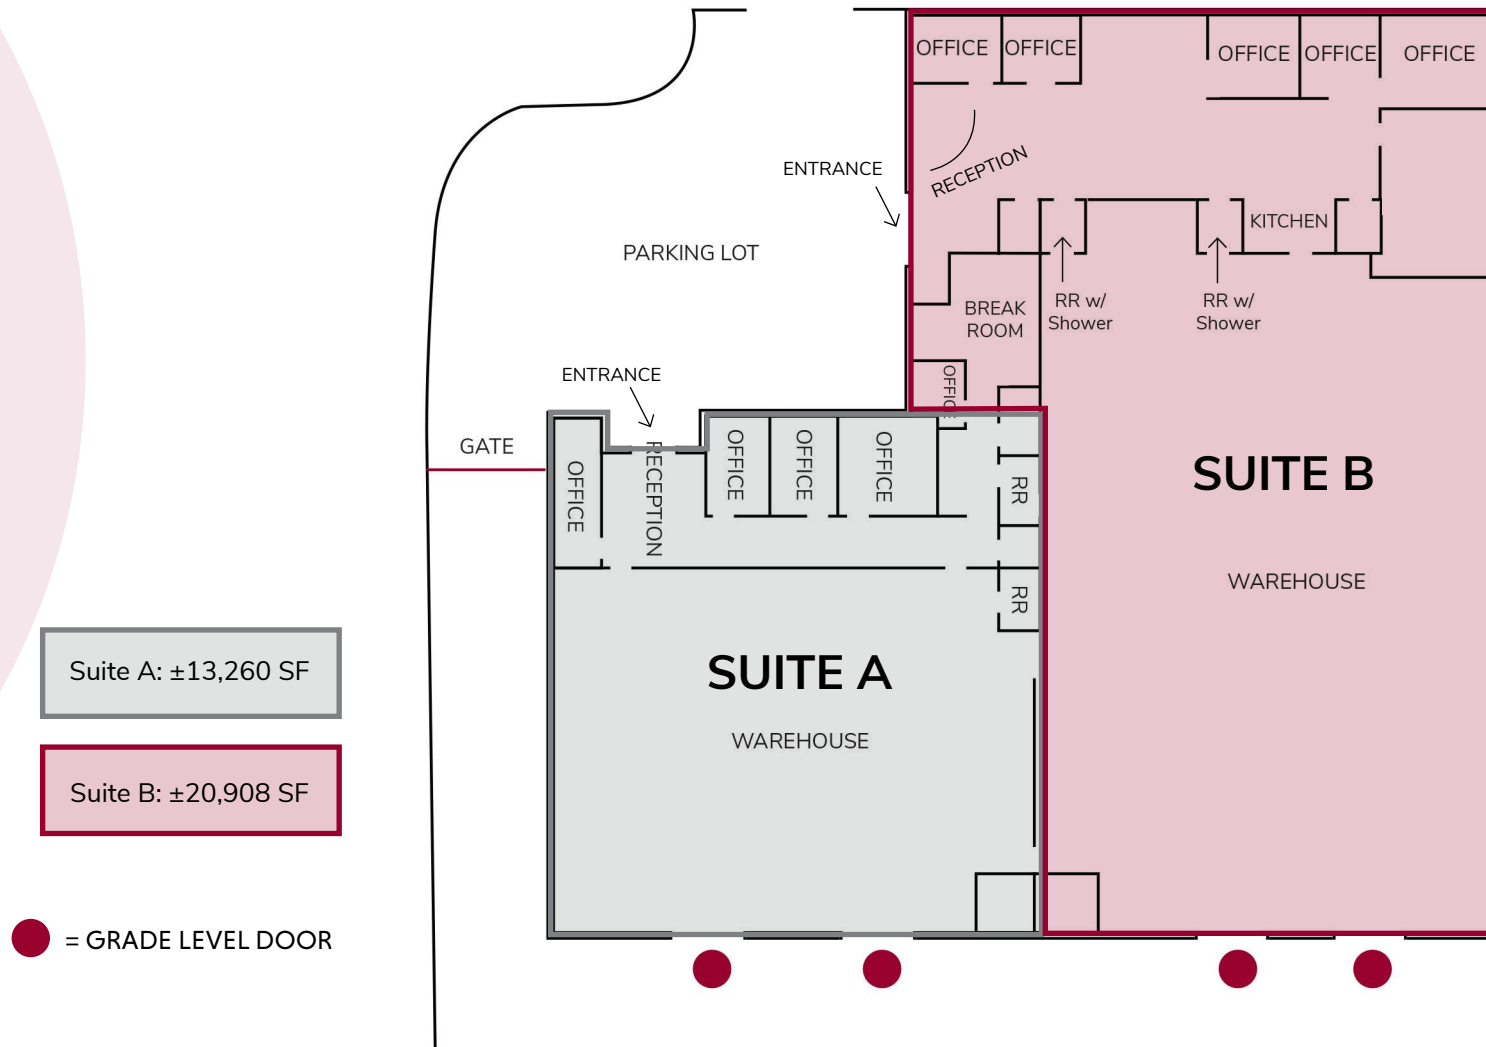 OFFICE
OFFICE
OFFICE
OFFICE
OFFICE
ENTRANCE
RECEPTION
PARKING LOT
KITCHEN
BREAK
ROOM
RR w/
Shower
RR w/
Shower
OFFICE
ENTRANCE
GATE
OFFICE
RECEPTION
OFFICE
OFFICE
OFFICE
RR
RR
SUITE B
WAREHOUSE
SUITE A
WAREHOUSE
Suite A: ±13,260 SF
Suite B: ±20,908 SF
= GRADE LEVEL DOOR